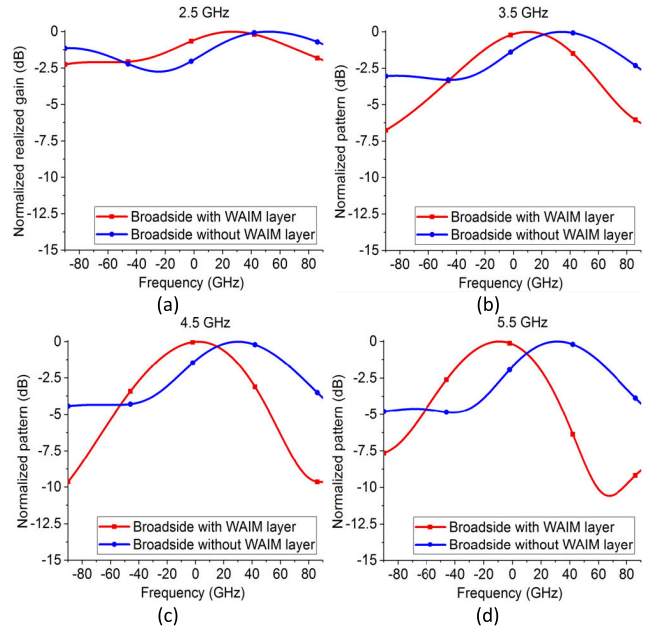 2.5 GHz
Normalized realized gain (dB)
0
-2.5
-5
-7.5
-10
-12.5
-15
Broadside with WAIM layer
Broadside without WAIM layer
-80 -60 -40 -20 0 20 40 60 80
Frequency (GHz)
(a)
3.5 GHz
Normalized pattern (dB)
0
-2.5
-5
-7.5
-10
-12.5
-15
Broadside with WAIM layer
Broadside without WAIM layer
-80 -60 -40 -20 0 20 40 60 80
Frequency (GHz)
(b)
4.5 GHz
Normalized pattern (dB)
0
-2.5
-5
-7.5
-10
-12.5
-15
Broadside with WAIM layer
Broadside without WAIM layer
-80 -60 -40 -20 0 20 40 60 80
Frequency (GHz)
(c)
5.5 GHz
Normalized pattern (dB)
0
-2.5
-5
-7.5
-10
-12.5
-15
Broadside with WAIM layer
Broadside without WAIM layer
-80 -60 -40 -20 0 20 40 60 80
Frequency (GHz)
(d)